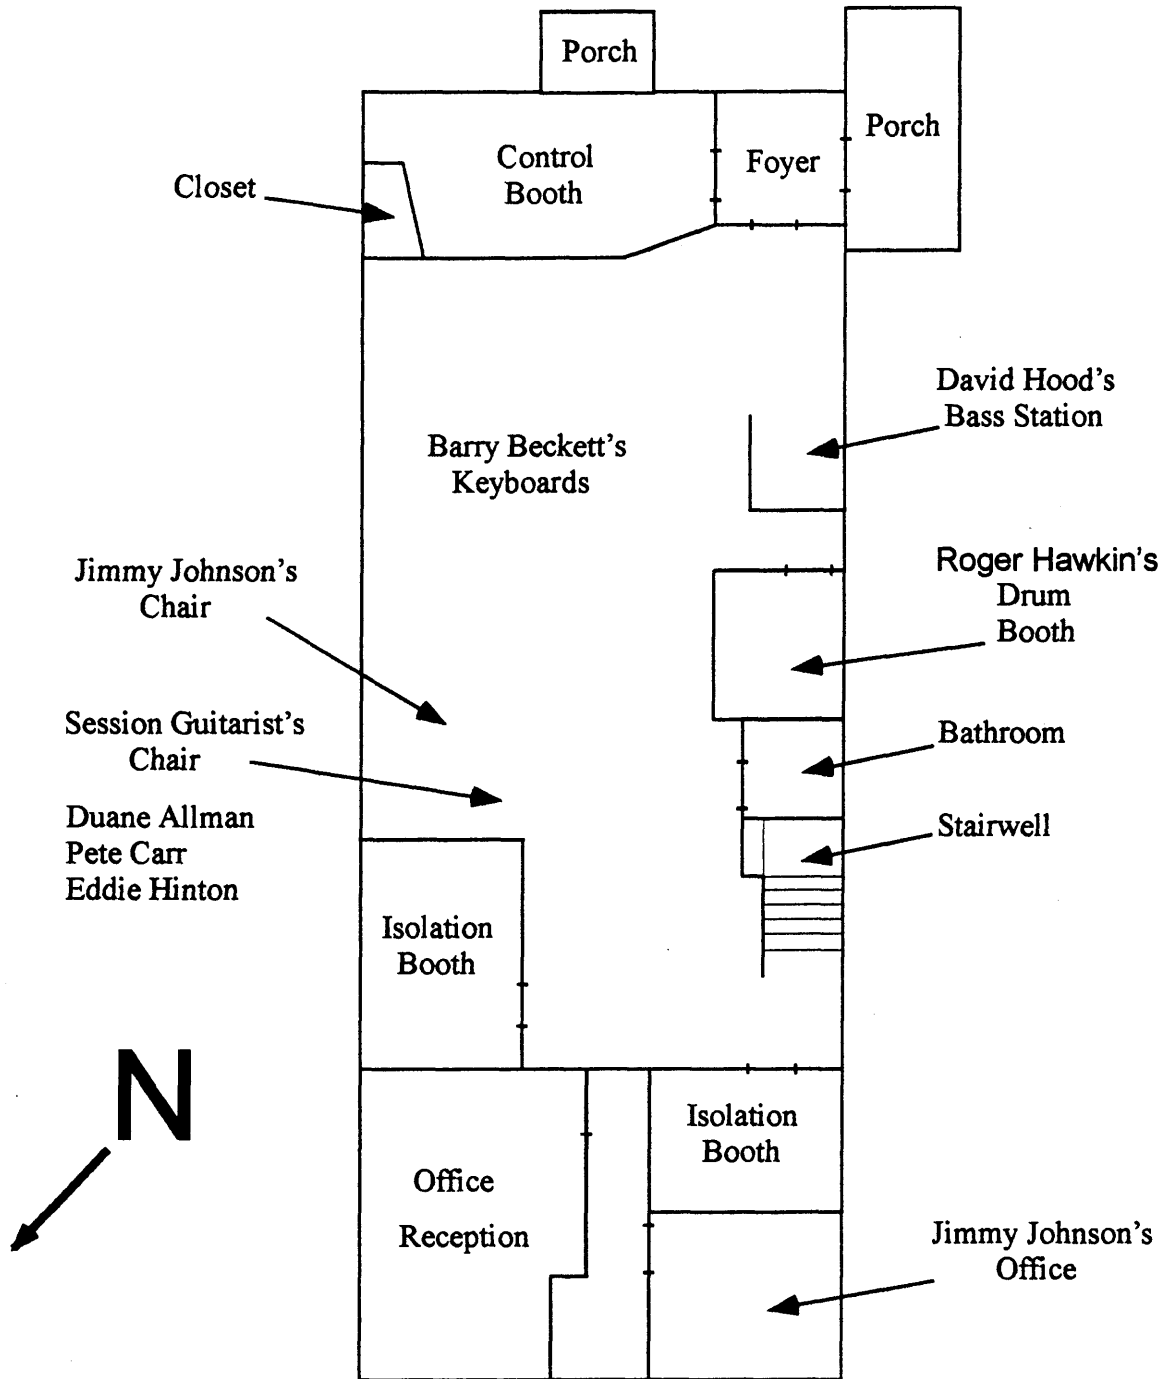 Porch
Porch
Control
Booth
Foyer
Closet
David Hood's
Bass Station
Barry Beckett's
Keyboards
Roger Hawkin's
Drum
Booth
Jimmy Johnson's
Chair
Session Guitarist's
Chair
Duane Allman
Pete Carr
Eddie Hinton
Bathroom
Stairwell
Isolation
Booth
N
Isolation
Booth
Office
Reception
Jimmy Johnson's
Office